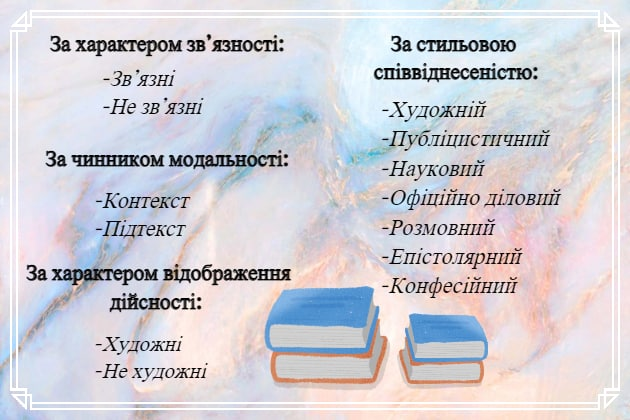 За характером зв’язності:
-Зв’язні
-Не зв’язні
За чинником модальності:
-Контекст
-Підтекст
За характером відображення
дійсності:
-Художні
-Не художні
За стильовою
співвіднесеністю:
-Художній
-Публіцистичний
-Науковий
-Офіційно діловий
-Розмовний
-Епістолярний
-Конфесійний